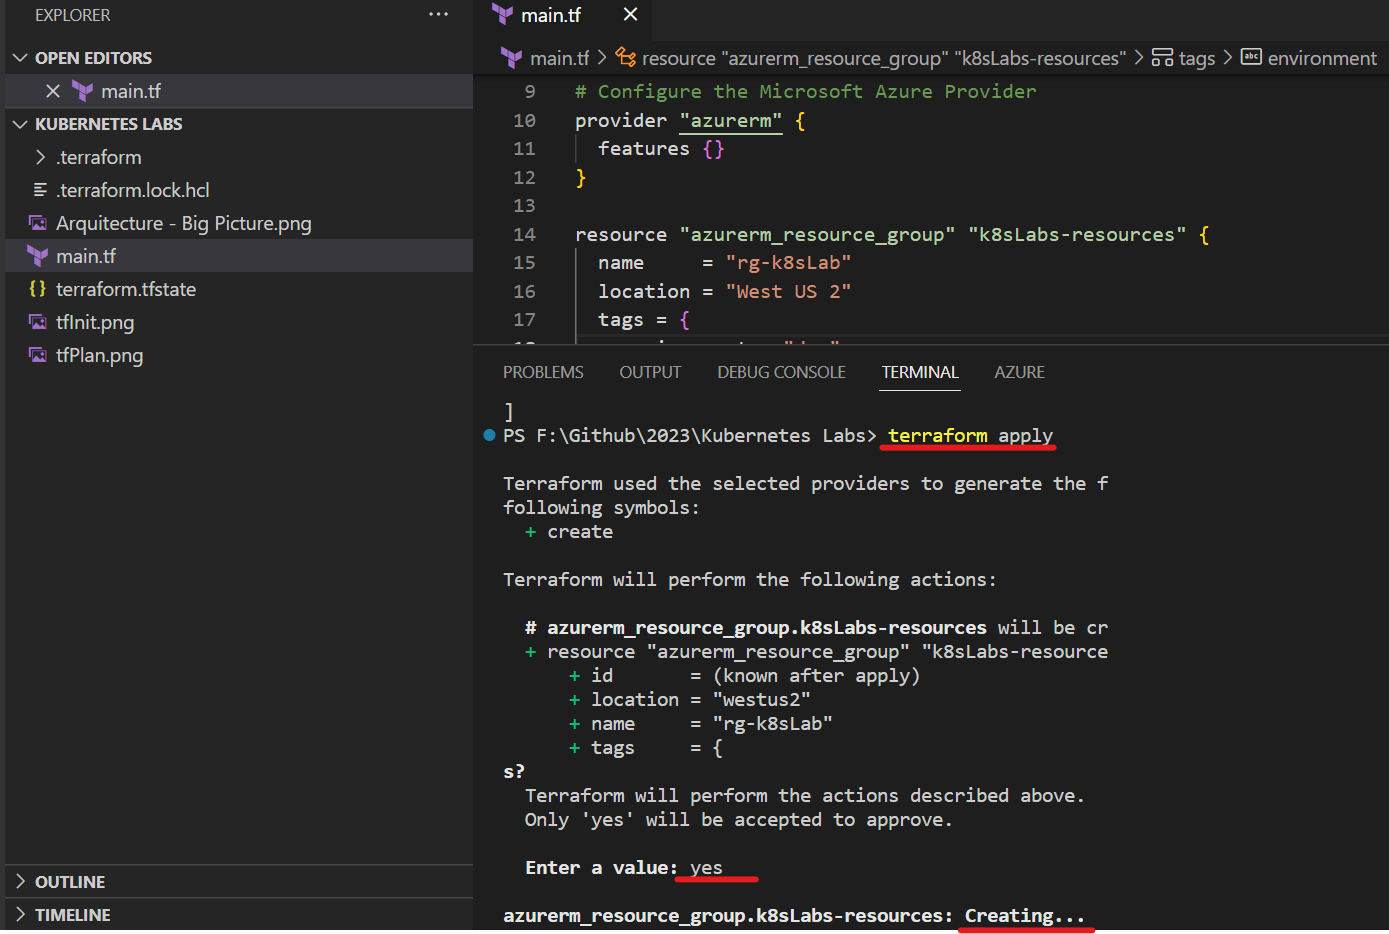 EXPLORER
OPEN EDITORS
main.tf
KUBERNETES LABS
.terraform
.terraform.lock.hcl
Arquitecture - Big Picture.png
main.tf
terraform.tfstate
tfInit.png
tfPlan.png
OUTLINE
TIMELINE
main.tf
main.tf > resource "azurerm_resource_group" "k8sLabs-resources" > tags > abc environment
9 # Configure the Microsoft Azure Provider
10 provider "azurerm" {
11 features {}
12 }
13
14 resource "azurerm_resource_group" "k8sLabs-resources" {
15 name = "rg-k8sLab"
16 location = "West US 2"
17 tags = {
PROBLEMS OUTPUT DEBUG CONSOLE TERMINAL AZURE
]
PS F:\Github\2023\Kubernetes Labs> terraform apply
Terraform used the selected providers to generate the f
following symbols:
+ create
Terraform will perform the following actions:
# azurerm_resource_group.k8sLabs-resources will be cr
+ resource "azurerm_resource_group" "k8sLabs-resource
+ id = (known after apply)
+ location = "westus2"
+ name = "rg-k8sLab"
+ tags = {
s?
Terraform will perform the actions described above.
Only 'yes' will be accepted to approve.
Enter a value: yes
azurerm_resource_group.k8sLabs-resources: Creating...